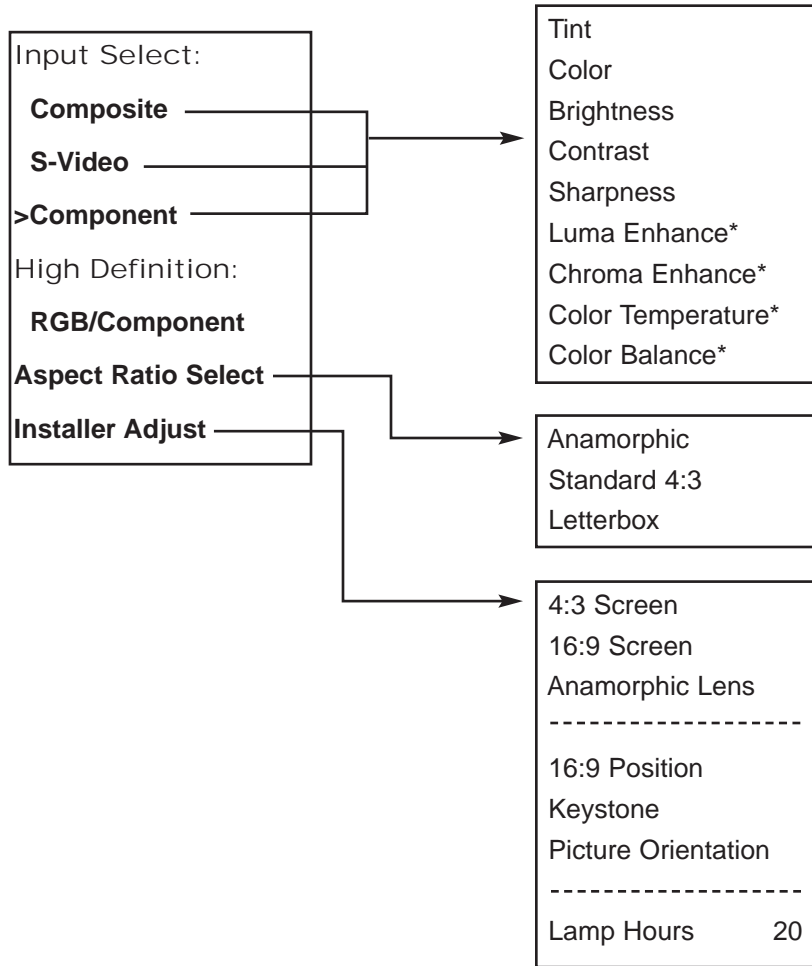 Input Select:
Composite
S-Video
>Component
High Definition:
RGB/Component
Aspect Ratio Select
Installer Adjust
Tint
Color
Brightness
Contrast
Sharpness
Luma Enhance*
Chroma Enhance*
Color Temperature*
Color Balance*
Anamorphic
Standard 4:3
Letterbox
4:3 Screen
16:9 Screen
Anamorphic Lens
--------------------
16:9 Position
Keystone
Picture Orientation
--------------------
Lamp Hours 20